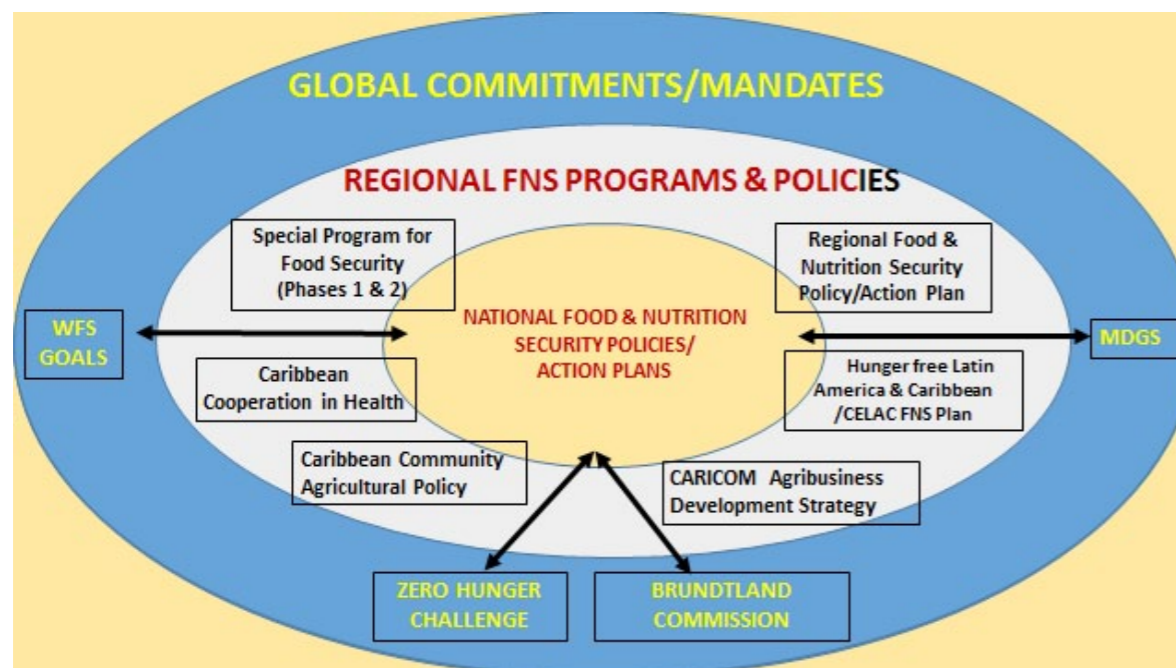 GLOBAL COMMITMENTS/MANDATES
REGIONAL FNS PROGRAMS & POLICIES
Special Program for
Food Security
(Phases 1 & 2)
Regional Food &
Nutrition Security
Policy/Action Plan
WFS
GOALS
NATIONAL FOOD & NUTRITION
SECURITY POLICIES/
ACTION PLANS
MDGS
Caribbean
Cooperation in Health
Hunger free Latin
America & Caribbean
/CELAC FNS Plan
Caribbean Community
Agricultural Policy
CARICOM Agribusiness
Development Strategy
ZERO HUNGER
CHALLENGE
BRUNDTLAND
COMMISSION